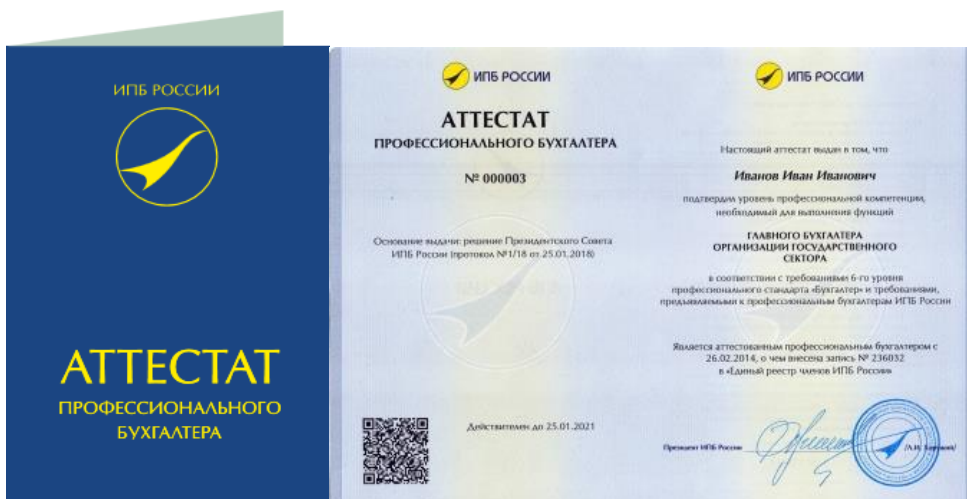 ИПБ РОССИИ
АТТЕСТАТ
ПРОФЕССИОНАЛЬНОГО
БУХГАЛТЕРА
ИПБ РОССИИ
АТТЕСТАТ
ПРОФЕССИОНАЛЬНОГО БУХГАЛТЕРА
№ 000003
Основание выдачи: решение Президентского Совета
ИПБ России (протокол №1/18 от 25.01.2018)
Действителен до 25.01.2021
ИПБ РОССИИ
Настоящий аттестат выдан в том, что
Иванов Иван Иванович
подтвердил уровень профессиональной компетенции,
необходимый для выполнения функций
ГЛАВНОГО БУХГАЛТЕРА
ОРГАНИЗАЦИИ ГОСУДАРСТВЕННОГО
СЕКТОРА
в соответствии с требованиями 6-го уровня
профессионального стандарта «Бухгалтер» и требованиями,
предъявляемыми к профессиональным бухгалтерам ИПБ России
Является аттестованным профессиональным бухгалтером с
26.02.2014, о чем внесена запись № 236032
в «Единый реестр членов ИПБ России»
Президент ИПБ России